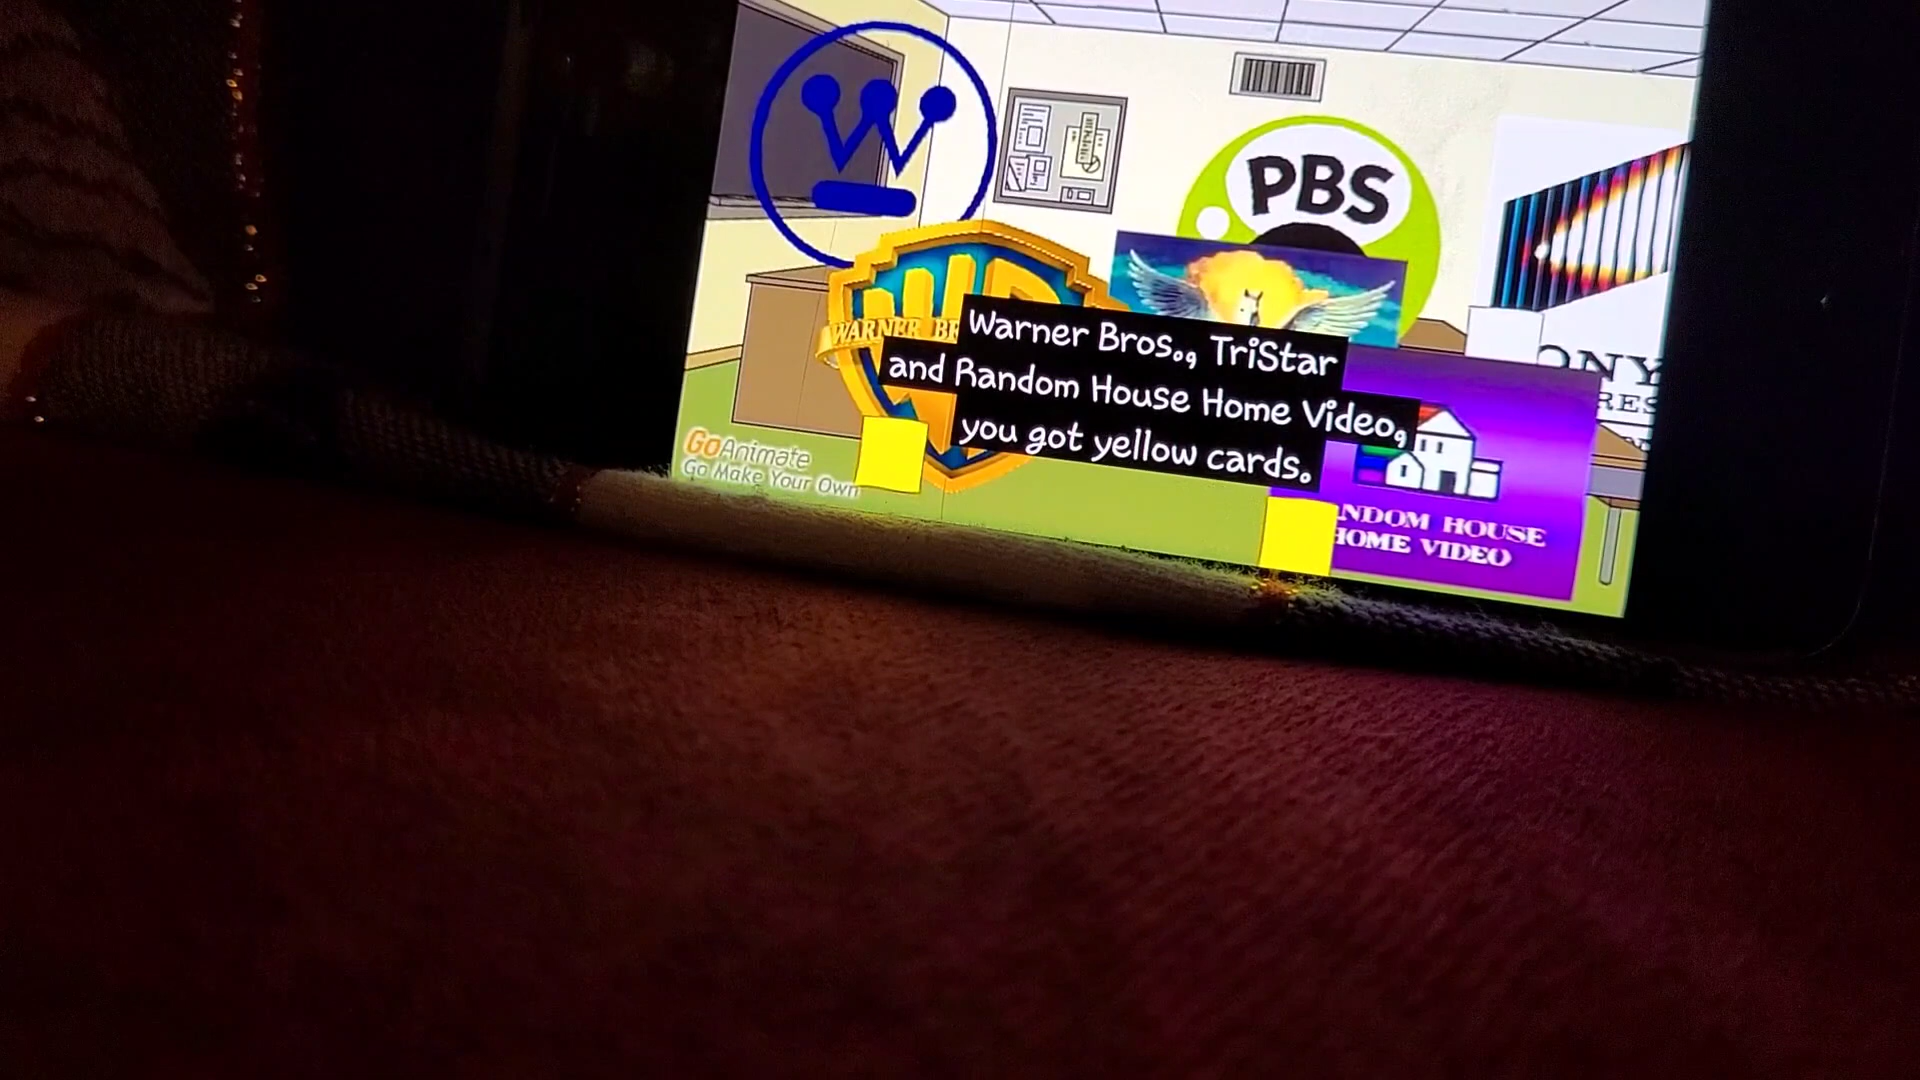 PBS
WARNER BR
Warner Bros., TriStar
and Random House Home Video,
you got yellow cards.
ONY
RES
GoAnimate
Go Make Your Own
NDOM HOUSE
HOME VIDEO